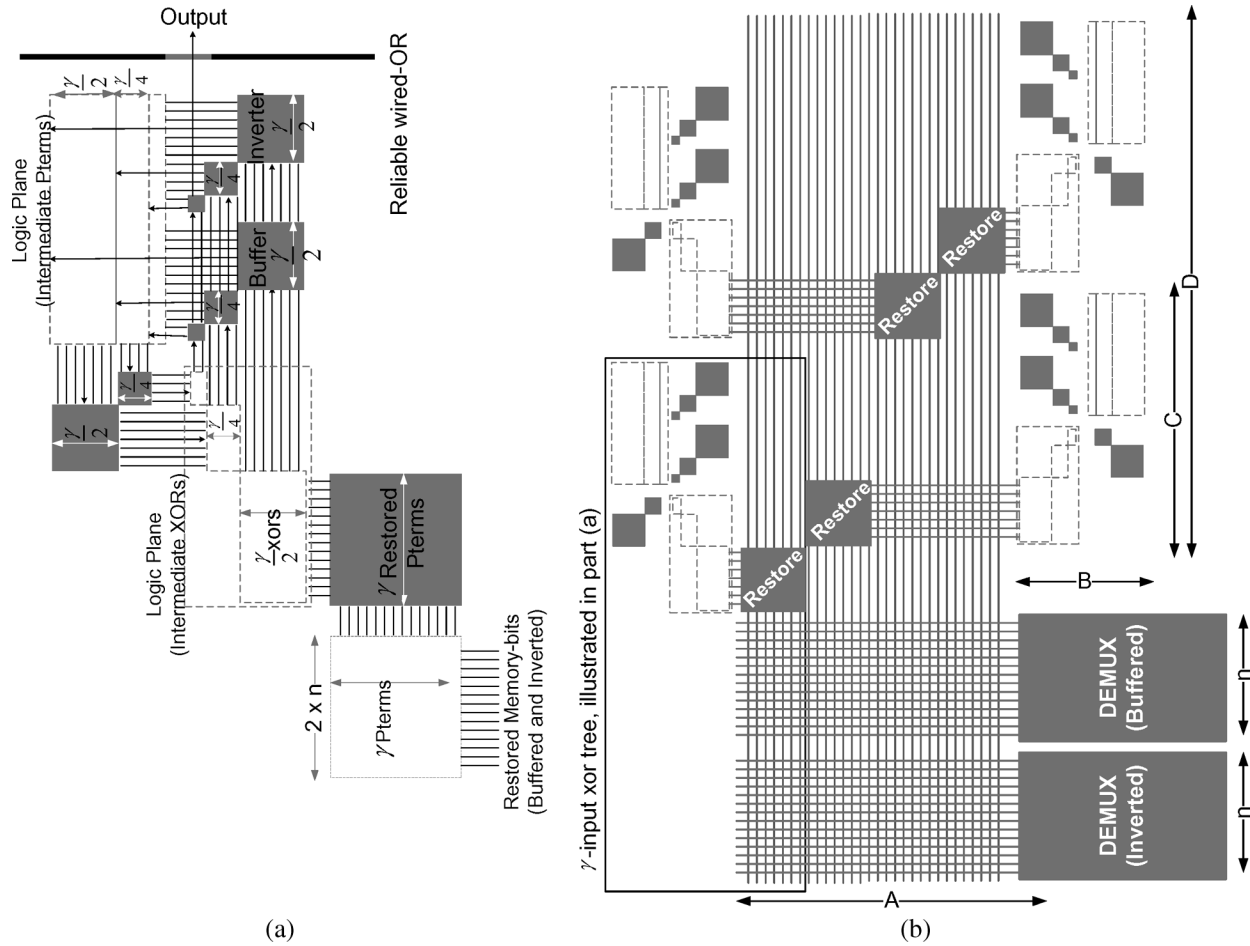 Output
Reliable wired-OR
γ/2
γ/4
Logic Plane
(Intermediate Pterms)
Inverter
γ/2
γ/4
Buffer
γ/2
γ/4
γ/4
γ/2
γ/4
Logic Plane
(Intermediate XORs)
γ/2 -xors
γ Restored
Pterms
2 x n
γ Pterms
Restored Memory-bits
(Buffered and Inverted)
(a)
Restore
Restore
Restore
Restore
γ-input xor tree, illustrated in part (a)
D
C
B
DEMUX
(Buffered)
n
DEMUX
(Inverted)
n
A
(b)